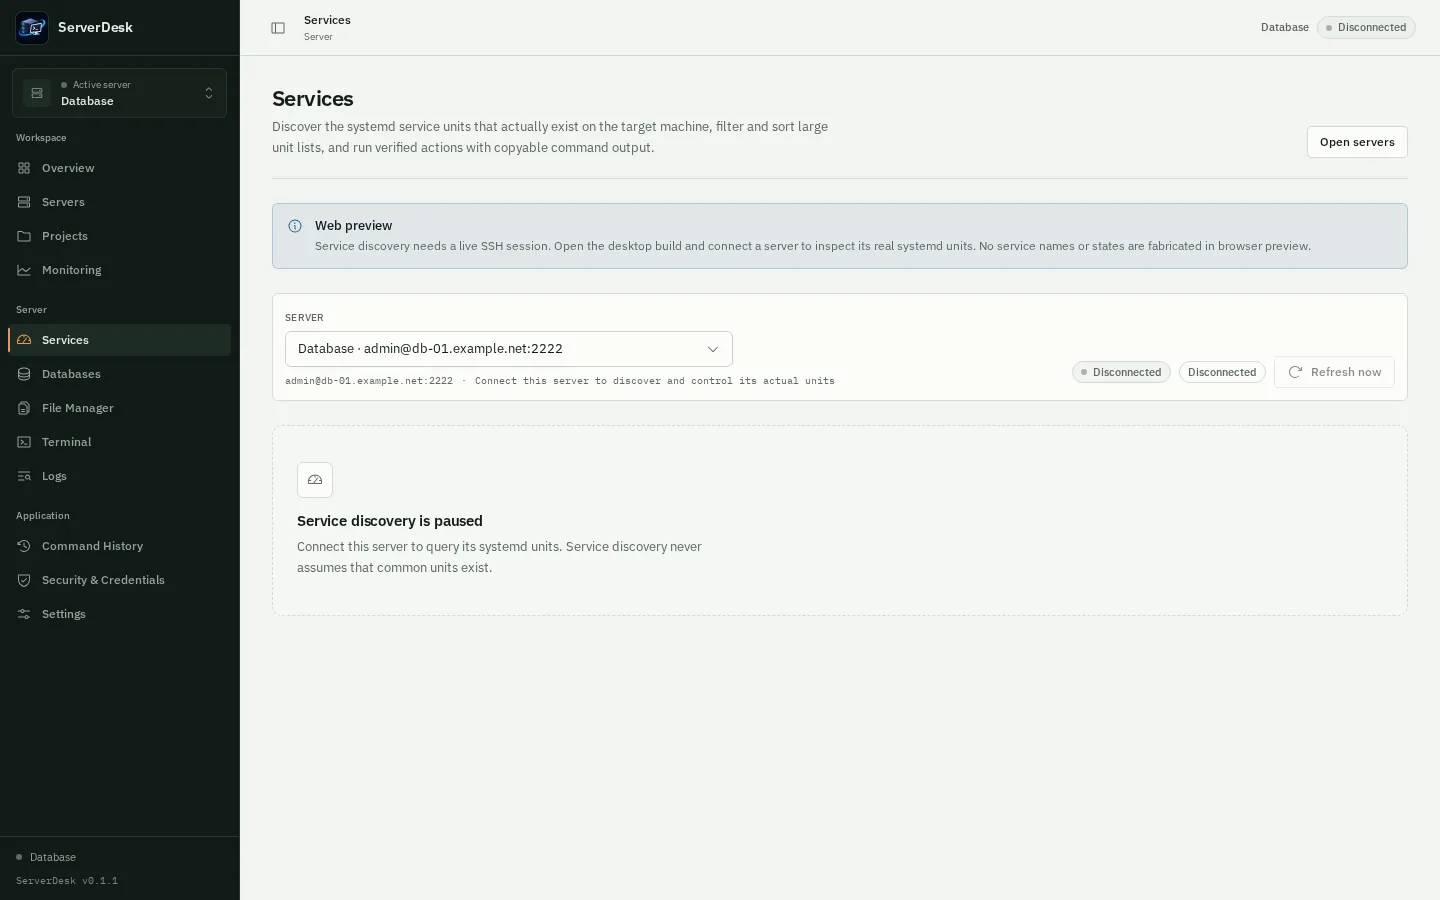 ServerDesk
Active server
Database
Workspace
Overview
Servers
Projects
Monitoring
Server
Services
Databases
File Manager
Terminal
Logs
Application
Command History
Security & Credentials
Settings
Database
ServerDesk v0.1.1
Services
Server
Database
Disconnected
Services
Discover the systemd service units that actually exist on the target machine, filter and sort large
unit lists, and run verified actions with copyable command output.
Open servers
Web preview
Service discovery needs a live SSH session. Open the desktop build and connect a server to inspect its real systemd units. No service names or states are fabricated in browser preview.
SERVER
Database · admin@db-01.example.net:2222
admin@db-01.example.net:2222 · Connect this server to discover and control its actual units
Disconnected
Disconnected
Refresh now
Service discovery is paused
Connect this server to query its systemd units. Service discovery never
assumes that common units exist.